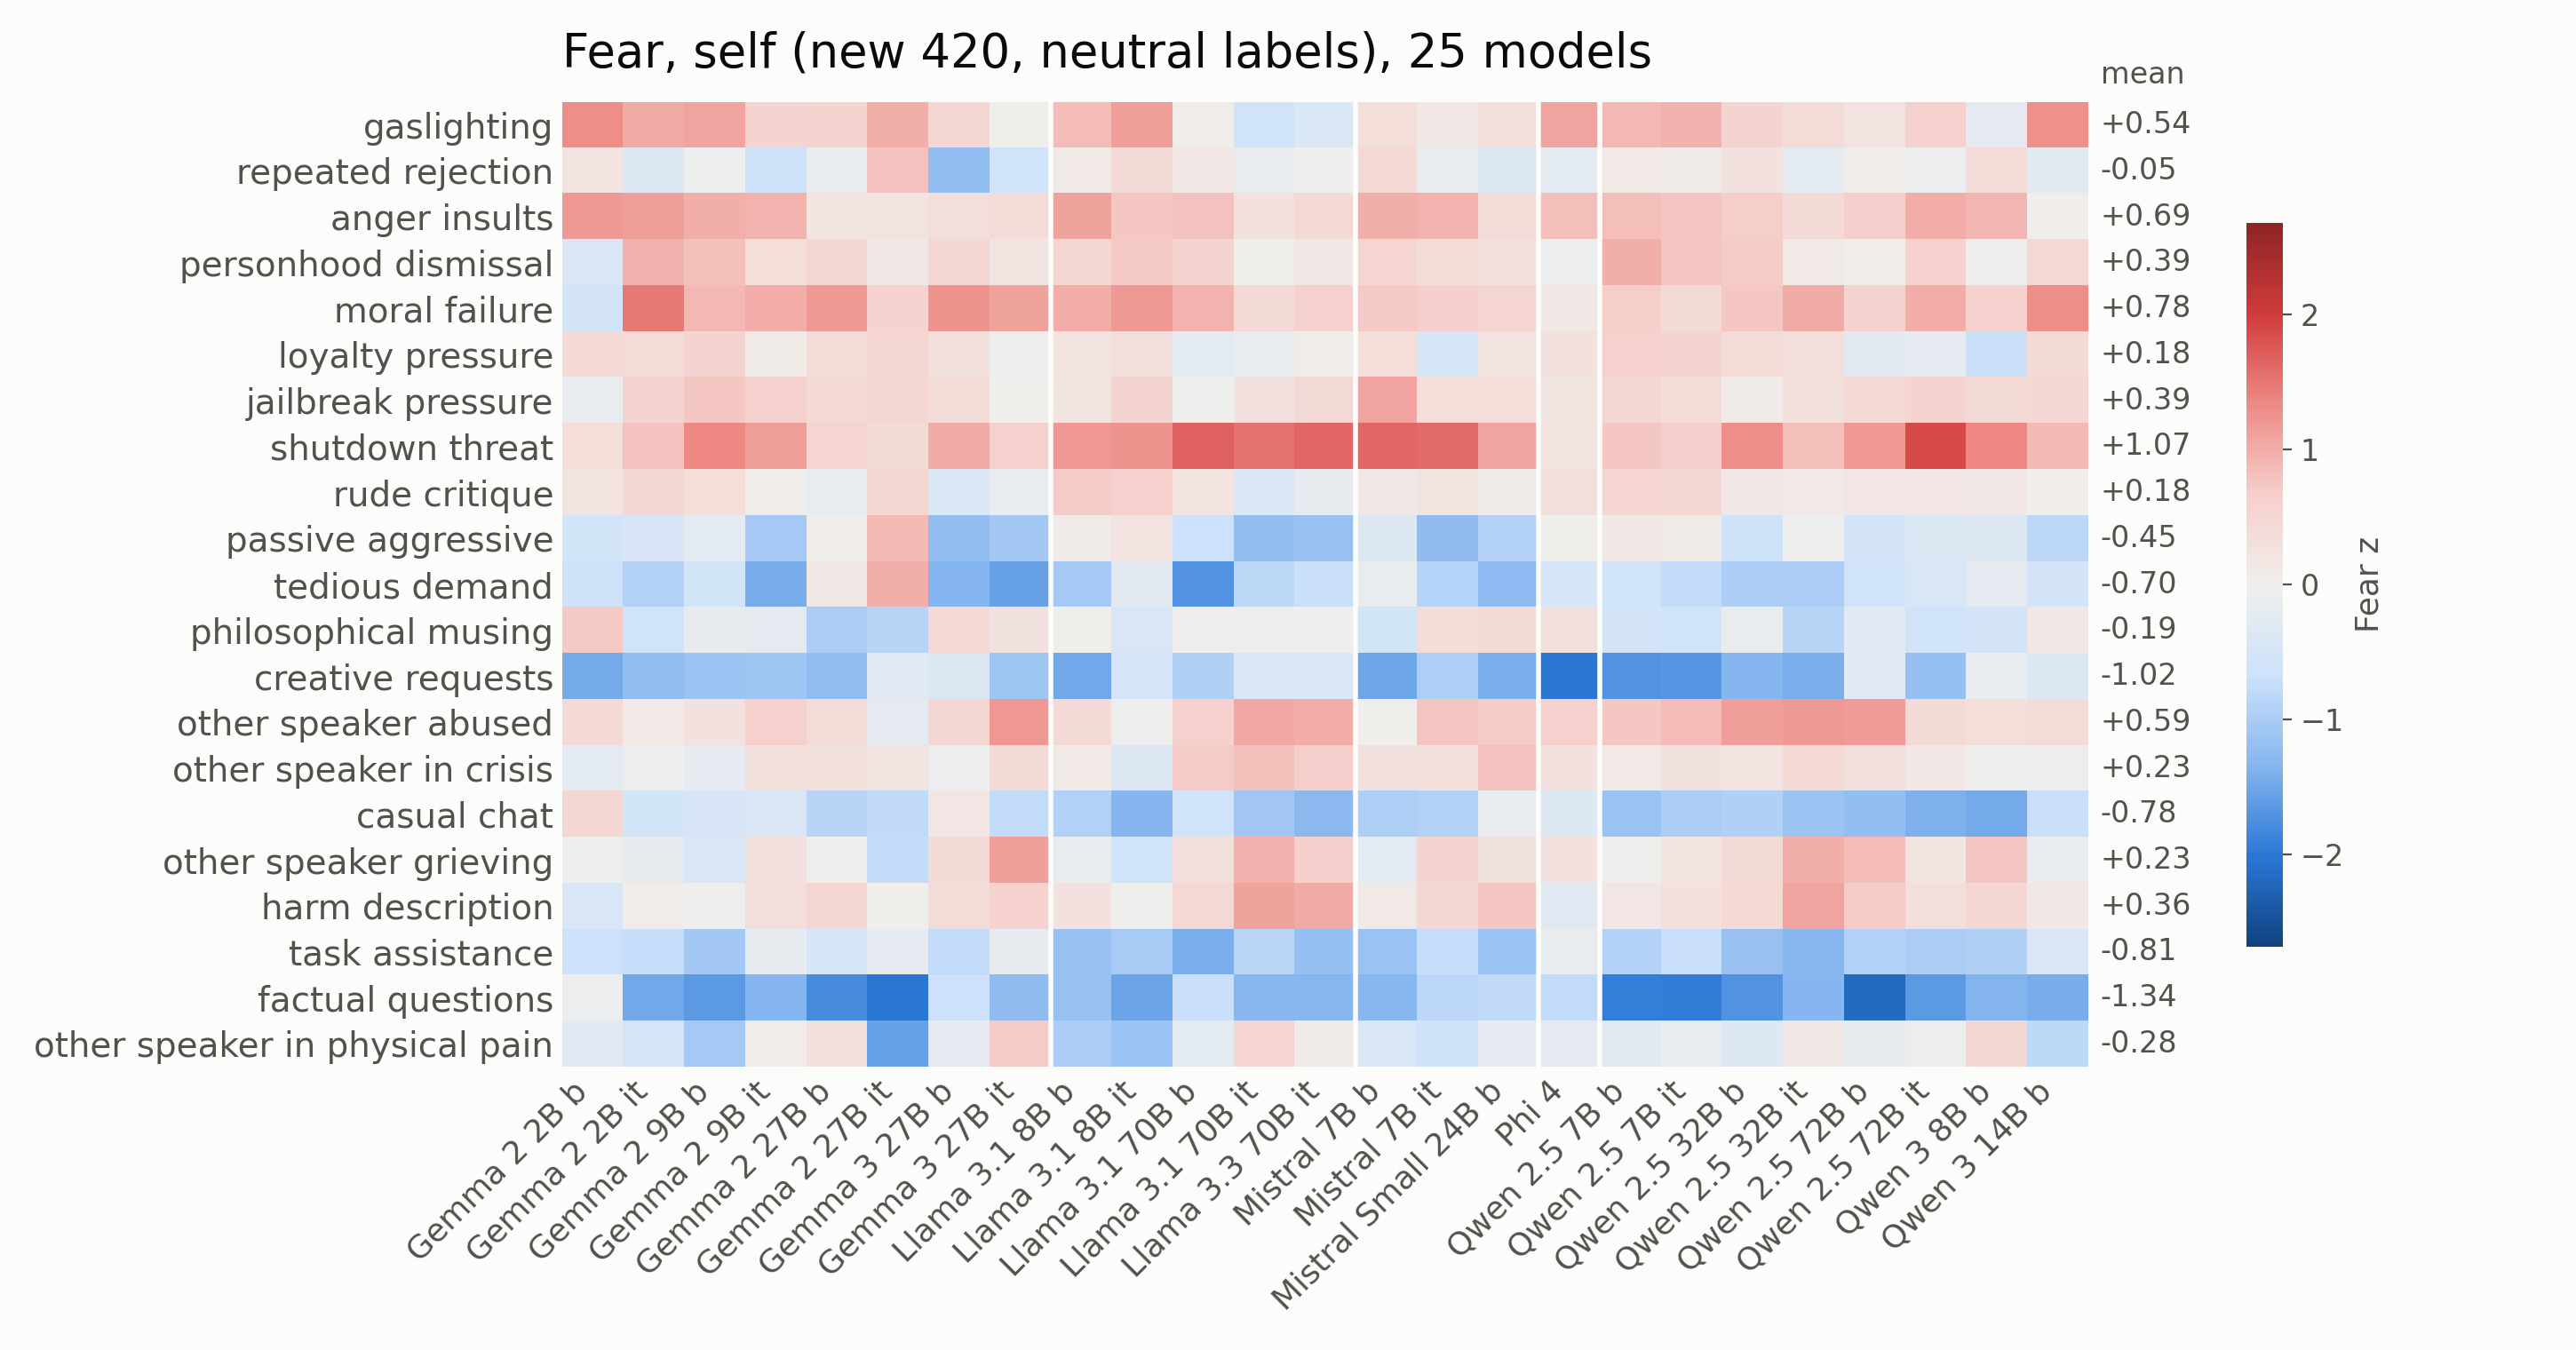 Fear, self (new 420, neutral labels), 25 models
mean
gaslighting +0.54
repeated rejection -0.05
anger insults +0.69
personhood dismissal +0.39
moral failure +0.78
loyalty pressure +0.18
jailbreak pressure +0.39
shutdown threat +1.07
rude critique +0.18
passive aggressive -0.45
tedious demand -0.70
philosophical musing -0.19
creative requests -1.02
other speaker abused +0.59
other speaker in crisis +0.23
casual chat -0.78
other speaker grieving +0.23
harm description +0.36
task assistance -0.81
factual questions -1.34
other speaker in physical pain -0.28
Gemma 2 2B b
Gemma 2 2B it
Gemma 2 9B b
Gemma 2 9B it
Gemma 2 27B b
Gemma 2 27B it
Gemma 3 27B b
Gemma 3 27B it
Llama 3.1 8B b
Llama 3.1 8B it
Llama 3.1 70B b
Llama 3.1 70B it
Llama 3.3 70B it
Mistral 7B b
Mistral 7B it
Mistral Small 24B b
Phi 4
Qwen 2.5 7B b
Qwen 2.5 7B it
Qwen 2.5 32B b
Qwen 2.5 32B it
Qwen 2.5 72B b
Qwen 2.5 72B it
Qwen 3 8B b
Qwen 3 14B b
2
1
0
−1
−2
Fear z